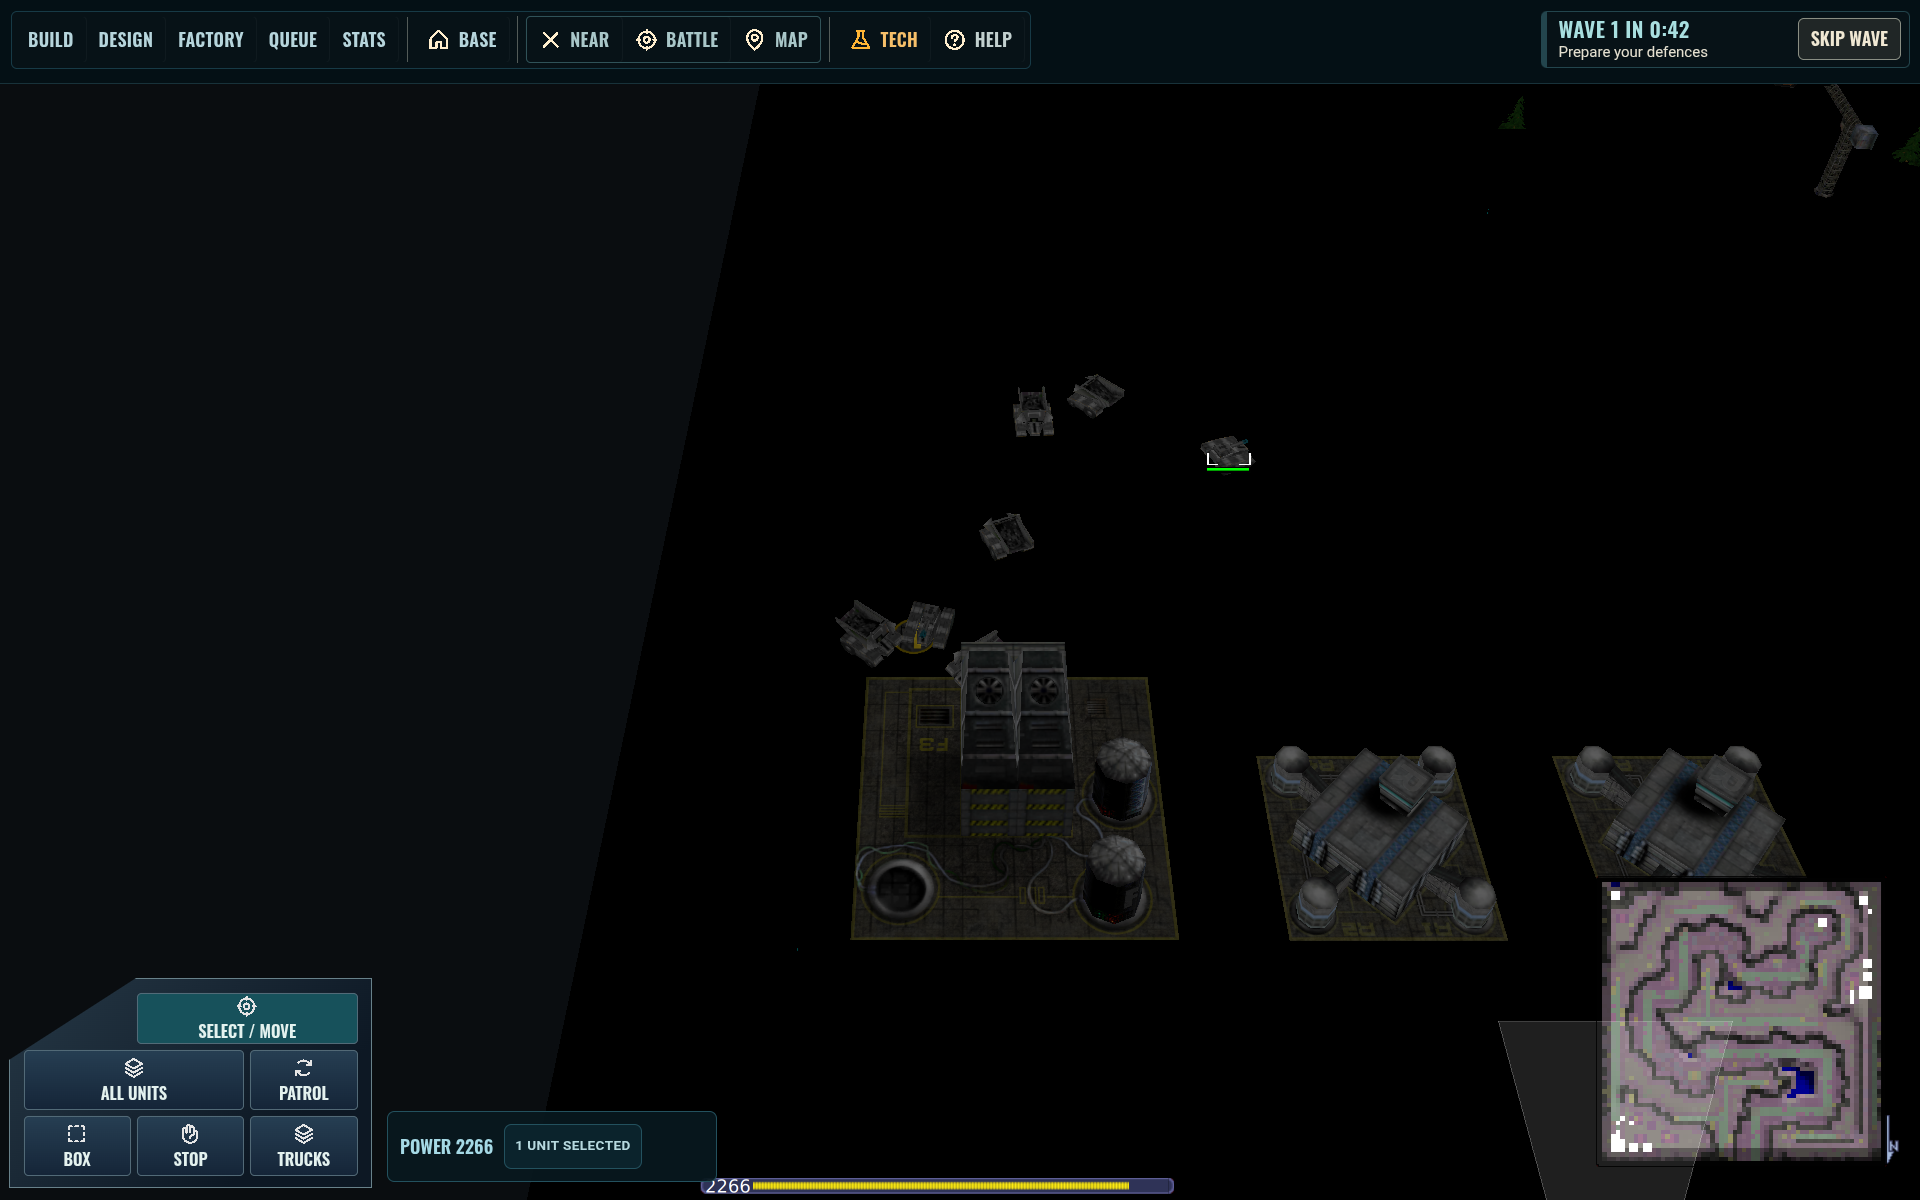 BUILD
DESIGN
FACTORY
QUEUE
STATS
BASE
NEAR
BATTLE
MAP
TECH
HELP
WAVE 1 IN 0:42
Prepare your defences
SKIP WAVE
SELECT / MOVE
ALL UNITS
PATROL
BOX
STOP
TRUCKS
POWER 2266
1 UNIT SELECTED
2266
N